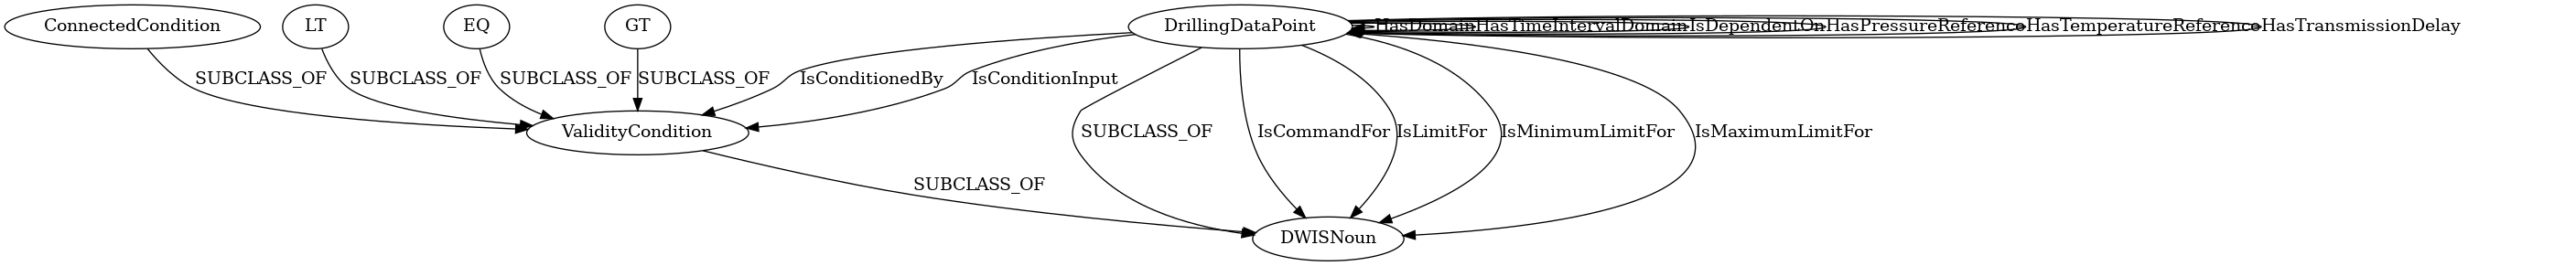 ConnectedCondition
LT
EQ
GT
DrillingDataPoint
HasDomain
HasTimeIntervalDomain
IsDependentOn
HasPressureReference
HasTemperatureReference
HasTransmissionDelay
SUBCLASS_OF
SUBCLASS_OF
SUBCLASS_OF
SUBCLASS_OF
IsConditionedBy
IsConditionInput
ValidityCondition
SUBCLASS_OF
IsCommandFor
IsLimitFor
IsMinimumLimitFor
IsMaximumLimitFor
SUBCLASS_OF
DWISNoun